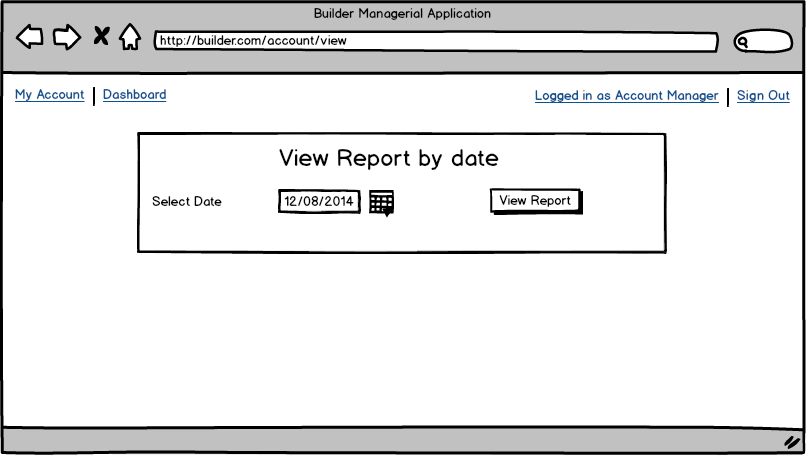 Builder Managerial Application
http://builder.com/account/view
My Account | Dashboard
Logged in as Account Manager | Sign Out
View Report by date
Select Date 12/08/2014 View Report